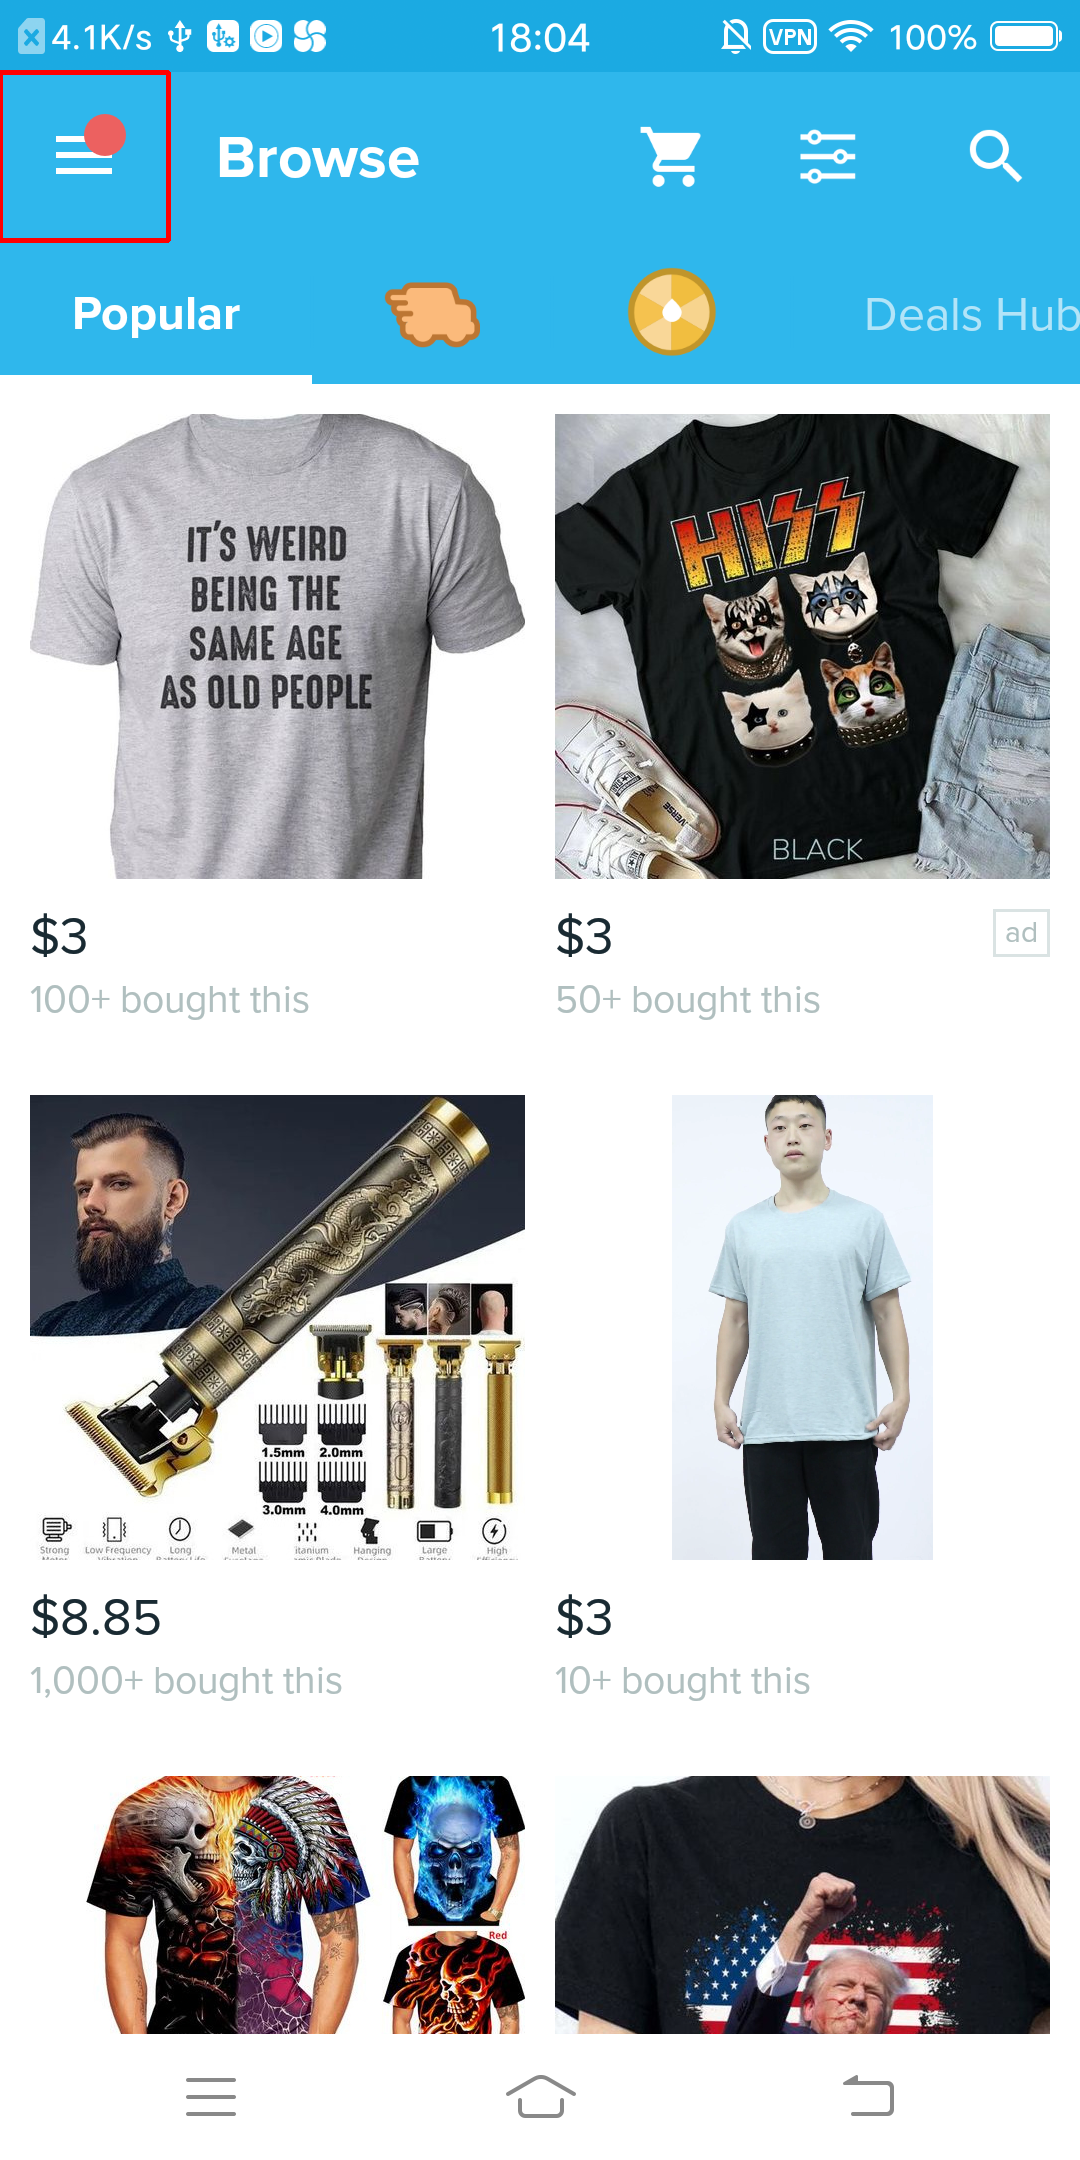 4.1K/s 18:04 VPN 100%
Browse
Popular Deals Hub
IT'S WEIRD
BEING THE
SAME AGE
AS OLD PEOPLE
HISS
BLACK
$3
100+ bought this
$3 ad
50+ bought this
1.5mm 2.0mm
3.0mm 4.0mm
Strong Low Frequency Long Metal itanium Hanging Large High
$8.85
1,000+ bought this
$3
10+ bought this
Red